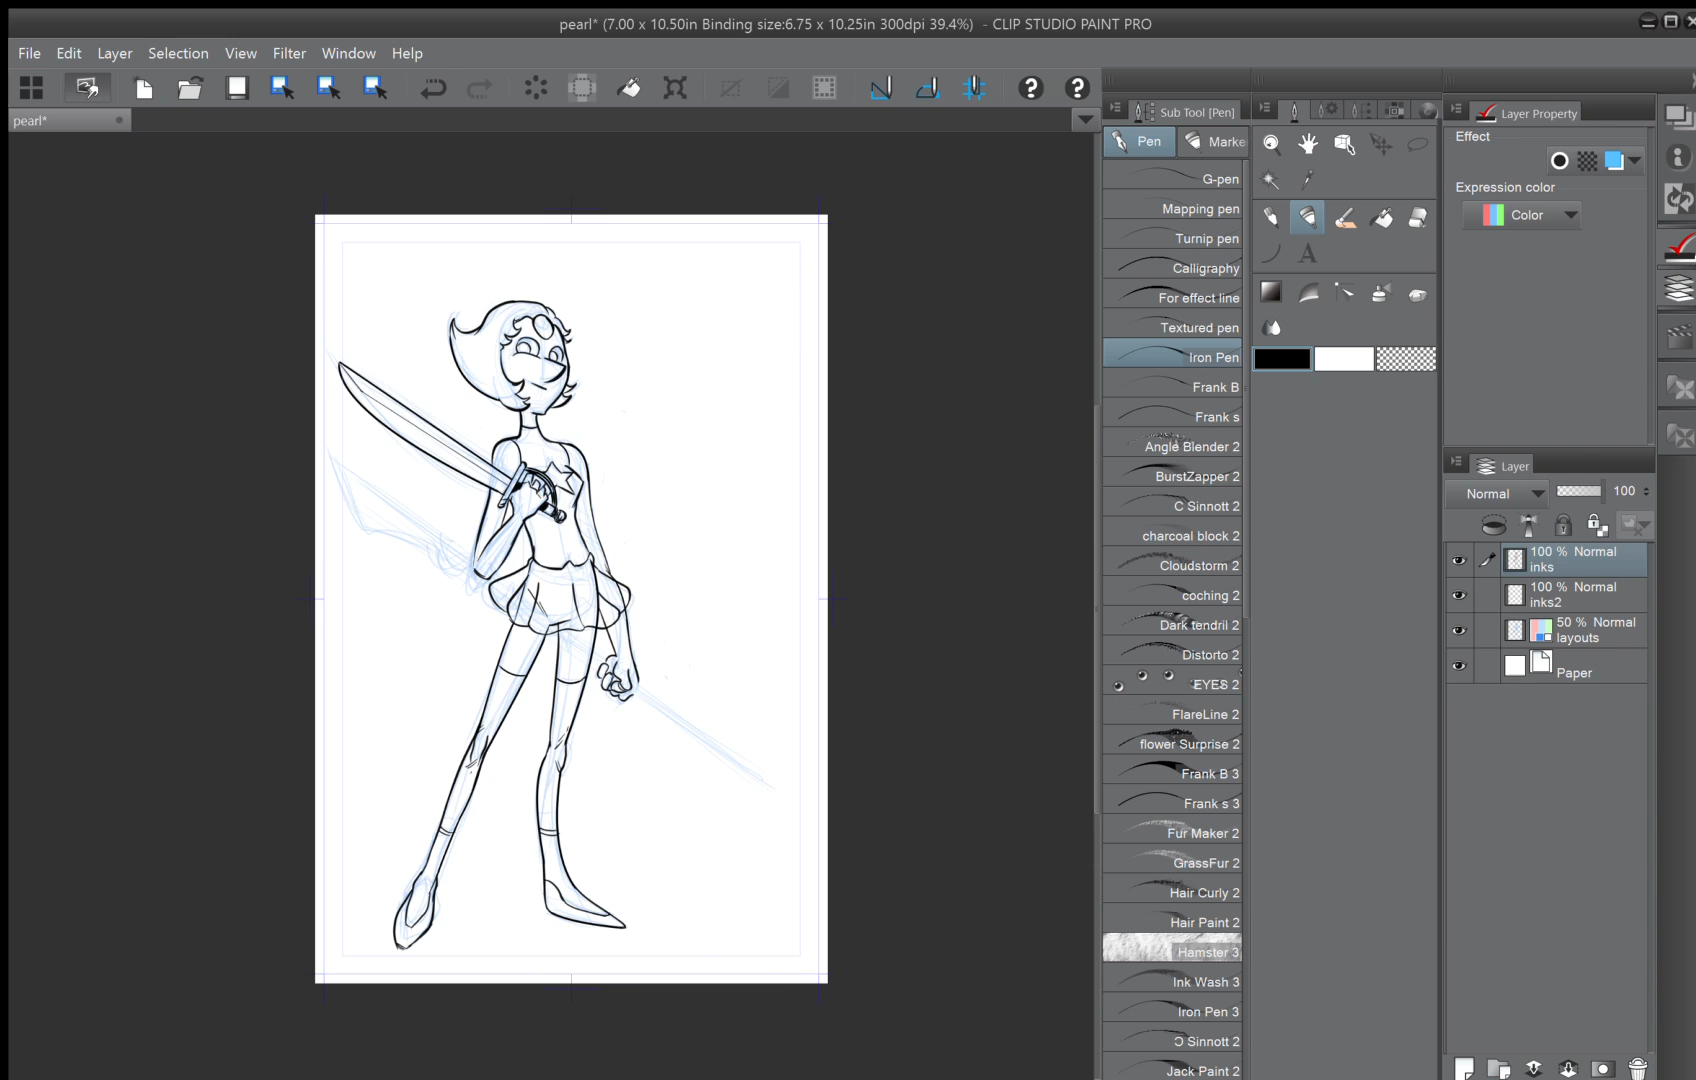 pearl* (7.00 x 10.50in Binding size:6.75 x 10.25in 300dpi 39.4%) - CLIP STUDIO PAINT PRO
File Edit Layer Selection View Filter Window Help
pearl*
Sub Tool [Pen]
Pen
Marke
G-pen
Mapping pen
Turnip pen
Calligraphy
For effect line
Textured pen
Iron Pen
Frank B
Frank s
Angle Blender 2
BurstZapper 2
C Sinnott 2
charcoal block 2
Cloudstorm 2
coching 2
Dark tendril 2
Distorto 2
EYES 2
FlareLine 2
flower Surprise 2
Frank B 3
Frank s 3
Fur Maker 2
GrassFur 2
Hair Curly 2
Hair Paint 2
Hamster 3
Ink Wash 3
Iron Pen 3
J Sinnott 2
Jack Paint 2
A
Layer Property
Effect
Expression color
Color
Layer
Normal 100
100 % Normal
inks
100 % Normal
inks2
50 % Normal
layouts
Paper